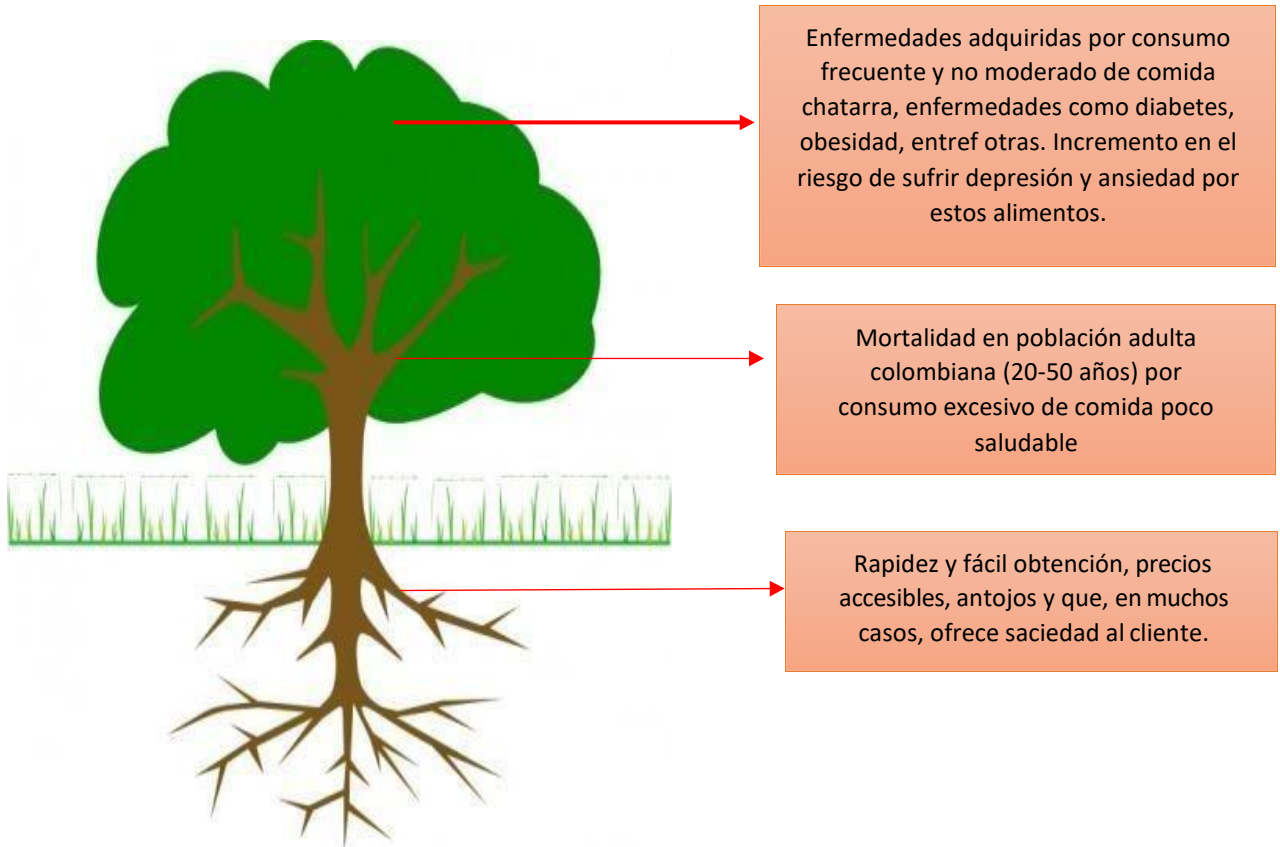 Enfermedades adquiridas por consumo
frecuente y no moderado de comida
chatarra, enfermedades como diabetes,
obesidad, entref otras. Incremento en el
riesgo de sufrir depresión y ansiedad por
estos alimentos.
Mortalidad en población adulta
colombiana (20-50 años) por
consumo excesivo de comida poco
saludable
Rapidez y fácil obtención, precios
accesibles, antojos y que, en muchos
casos, ofrece saciedad al cliente.